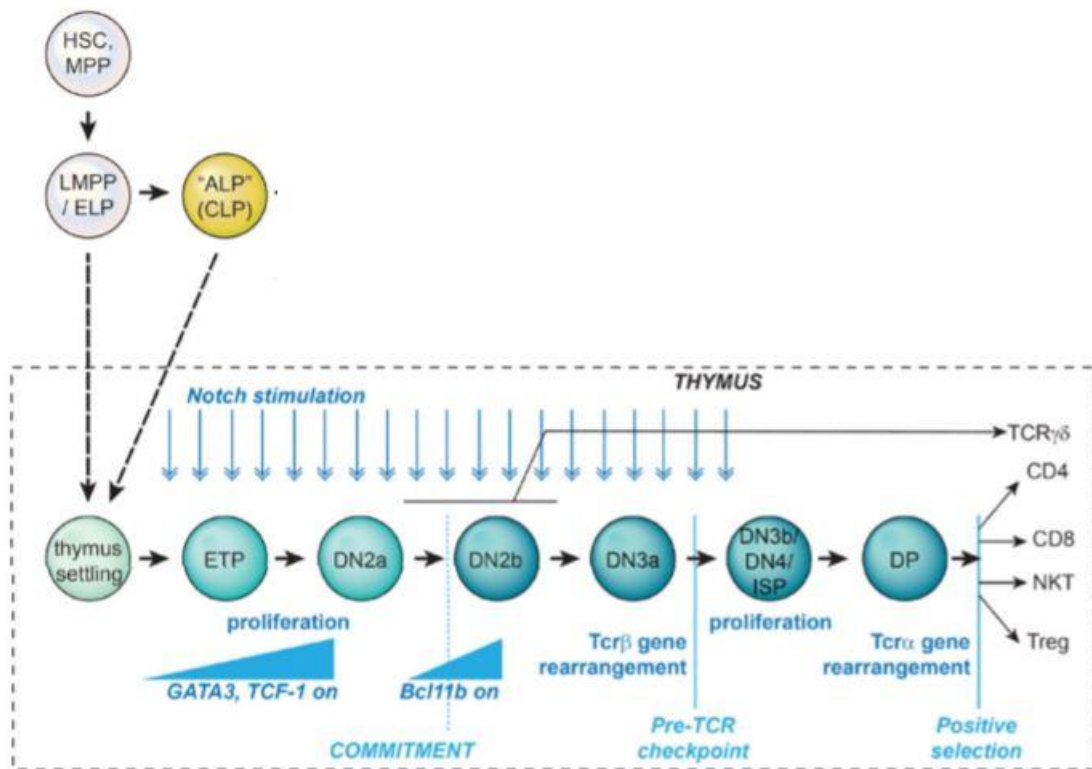 HSC,
MPP
LMPP
/ ELP
"ALP"
(CLP)
THYMUS
Notch stimulation
TCRγδ
CD4
CD8
NKT
Treg
thymus
settling
ETP
DN2a
DN2b
DN3a
DN3b/
DN4/
ISP
DP
proliferation
GATA3, TCF-1 on
Bcl11b on
COMMITMENT
Tcrβ gene
rearrangement
Pre-TCR
checkpoint
proliferation
Tcrα gene
rearrangement
Positive
selection